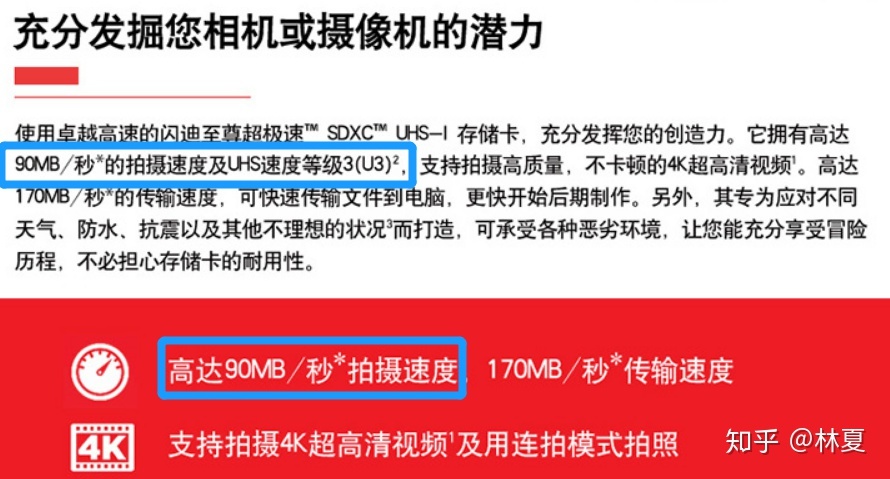 充分发掘您相机或摄像机的潜力
使用卓越高速的闪迪至尊超极速™ SDXC™ UHS-I 存储卡，充分发挥您的创造力。它拥有高达
90MB/秒*的拍摄速度及UHS速度等级3(U3)²，支持拍摄高质量，不卡顿的4K超高清视频¹。高达
170MB/秒*的传输速度，可快速传输文件到电脑，更快开始后期制作。另外，其专为应对不同
天气、防水、抗震以及其他不理想的状况³而打造，可承受各种恶劣环境，让您能充分享受冒险
历程，不必担心存储卡的耐用性。
高达90MB/秒*拍摄速度，170MB/秒*传输速度
4K 支持拍摄4K超高清视频¹及用连拍模式拍照
知乎 @林夏